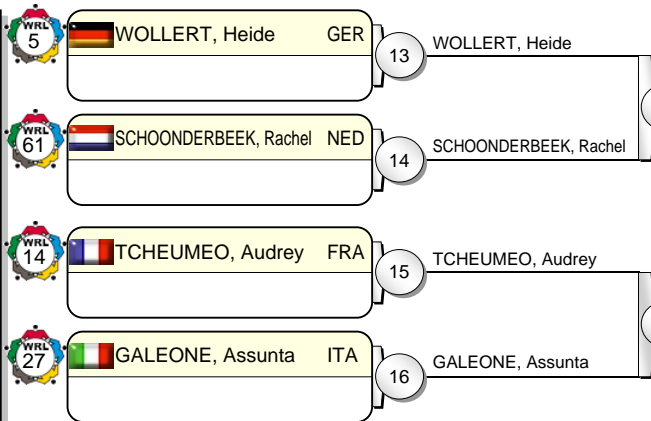 WRL
5
WOLLERT, Heide GER
13
WOLLERT, Heide
WRL
61
SCHOONDERBEEK, Rachel NED
14
SCHOONDERBEEK, Rachel
WRL
14
TCHEUMEO, Audrey FRA
15
TCHEUMEO, Audrey
WRL
27
GALEONE, Assunta ITA
16
GALEONE, Assunta